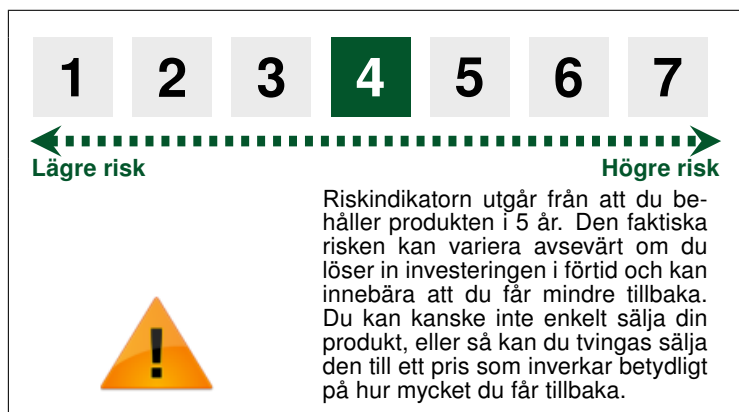 1 2 3 4 5 6 7
Lägre risk Högre risk
Riskindikatorn utgår från att du be-
håller produkten i 5 år. Den faktiska
risken kan variera avsevärt om du
löser in investeringen i förtid och kan
innebära att du får mindre tillbaka.
Du kan kanske inte enkelt sälja din
produkt, eller så kan du tvingas sälja
den till ett pris som inverkar betydligt
på hur mycket du får tillbaka.
!